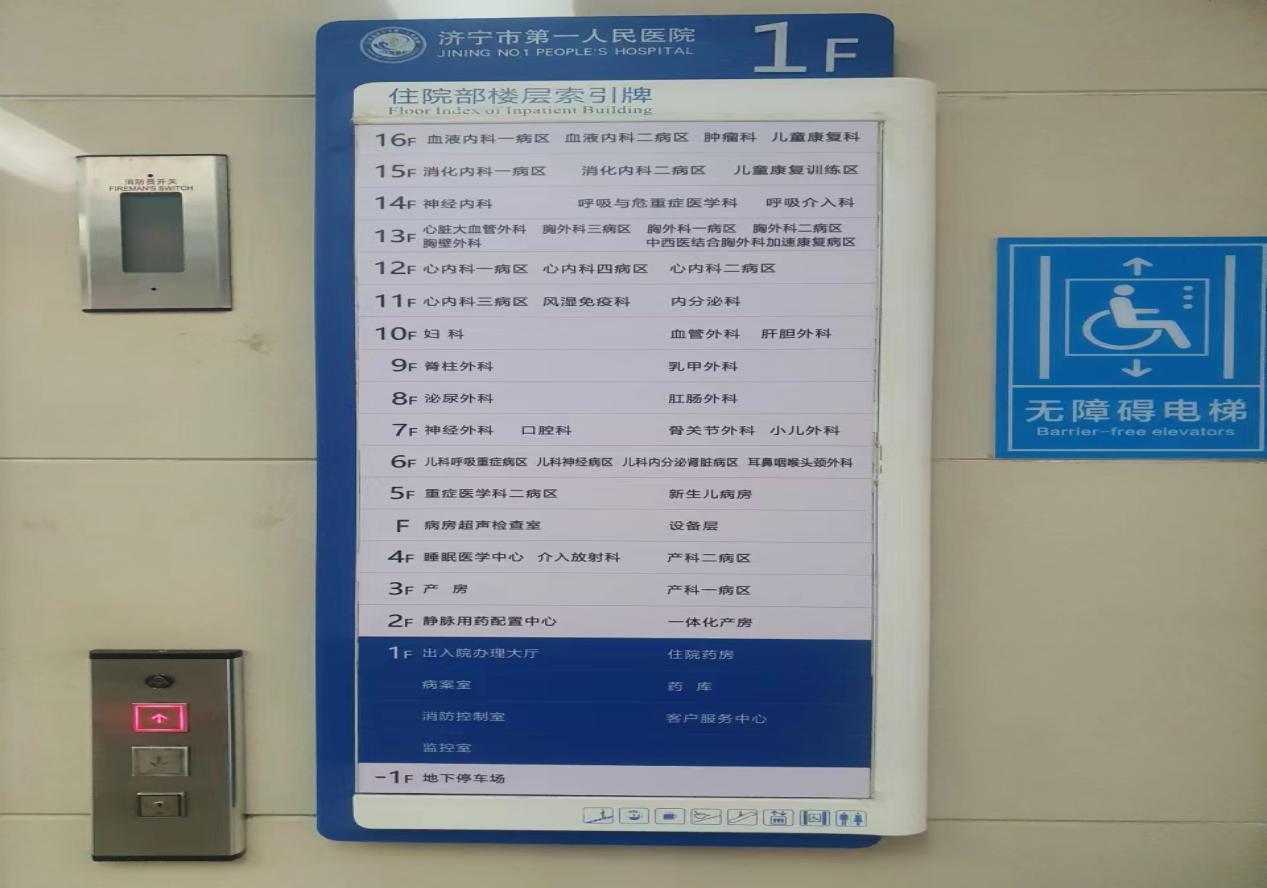 济宁市第一人民医院
JINING NO.1 PEOPLE'S HOSPITAL
1F
住院部楼层索引牌
Floor Index of Inpatient Building
16F 血液内科一病区 血液内科二病区 肿瘤科 儿童康复科
15F 消化内科一病区 消化内科二病区 儿童康复训练区
14F 神经内科 呼吸与危重症医学科 呼吸介入科
13F 心脏大血管外科 胸外科三病区 胸外科一病区 胸外科二病区
胸壁外科 中西医结合胸外科加速康复病区
12F 心内科一病区 心内科四病区 心内科二病区
11F 心内科三病区 风湿免疫科 内分泌科
10F 妇 科 血管外科 肝胆外科
9F 脊柱外科 乳甲外科
8F 泌尿外科 肛肠外科
7F 神经外科 口腔科 骨关节外科 小儿外科
6F 儿科呼吸重症病区 儿科神经病区 儿科内分泌肾脏病区 耳鼻咽喉头颈外科
5F 重症医学科二病区 新生儿病房
F 病房超声检查室 设备层
4F 睡眠医学中心 介入放射科 产科二病区
3F 产 房 产科一病区
2F 静脉用药配置中心 一体化产房
1F 出入院办理大厅 住院药房
病案室 药 库
消防控制室 客户服务中心
监控室
-1F 地下停车场
消防员开关
FIREMAN'S SWITCH
无障碍电梯
Barrier-free elevators